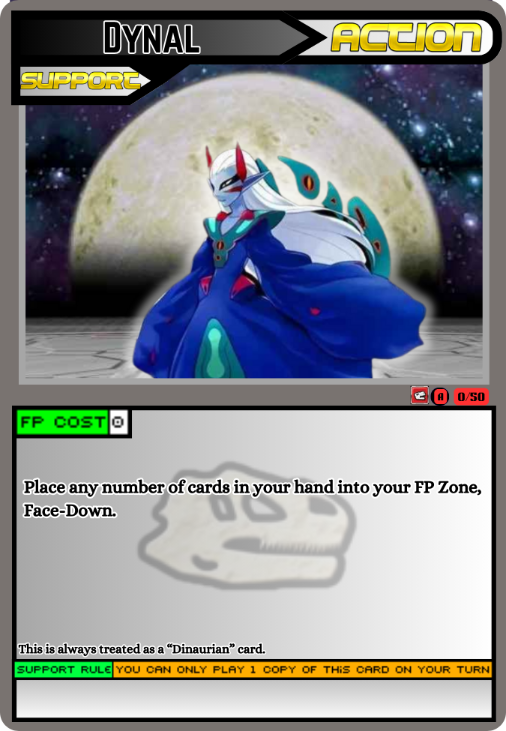 DYNAL
ACTION
SUPPORT
A 0/50
FP COST 0
Place any number of cards in your hand into your FP Zone,
Face-Down.
This is always treated as a “Dinaurian” card.
SUPPORT RULE YOU CAN ONLY PLAY 1 COPY OF THIS CARD ON YOUR TURN